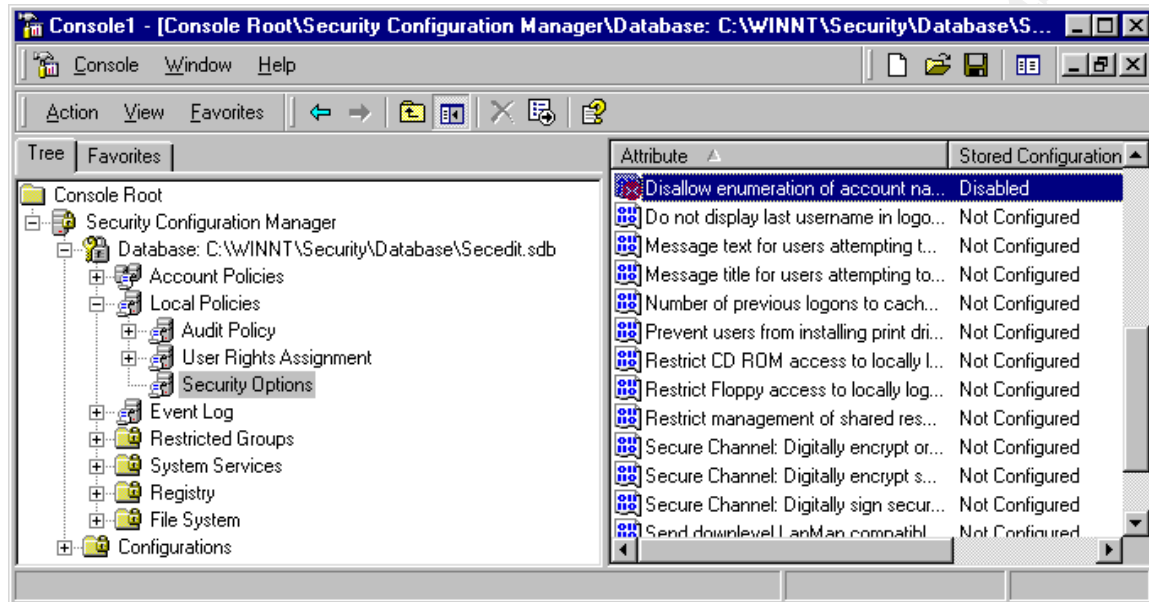 Console1 - [Console Root\Security Configuration Manager\Database: C:\WINNT\Security\Database\S...
Console Window Help
Action View Favorites
Tree Favorites
Console Root
Security Configuration Manager
Database: C:\WINNT\Security\Database\Secedit.sdb
Account Policies
Local Policies
Audit Policy
User Rights Assignment
Security Options
Event Log
Restricted Groups
System Services
Registry
File System
Configurations
Attribute Stored Configuration
Disallow enumeration of account na... Disabled
Do not display last username in logo... Not Configured
Message text for users attempting t... Not Configured
Message title for users attempting to... Not Configured
Number of previous logons to cach... Not Configured
Prevent users from installing print dri... Not Configured
Restrict CD ROM access to locally l... Not Configured
Restrict Floppy access to locally log... Not Configured
Restrict management of shared res... Not Configured
Secure Channel: Digitally encrypt or... Not Configured
Secure Channel: Digitally encrypt s... Not Configured
Secure Channel: Digitally sign secur... Not Configured
Send downlevel LanMan compatibl... Not Configured